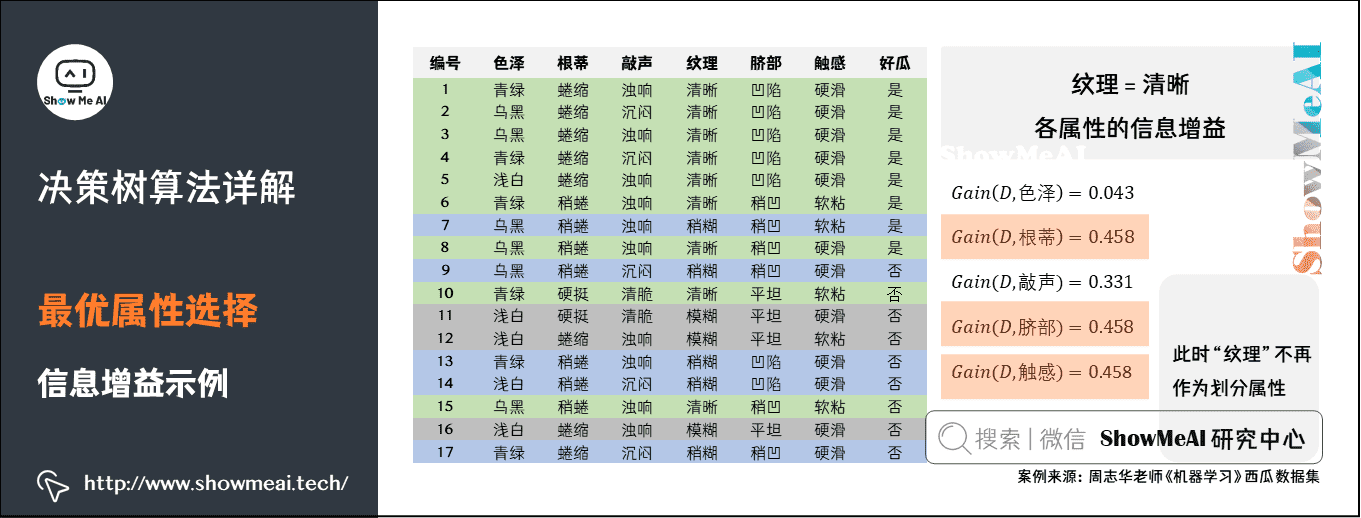 Show Me AI
决策树算法详解
最优属性选择
信息增益示例
http://www.showmeai.tech/
编号 色泽 根蒂 敲声 纹理 脐部 触感 好瓜
1 青绿 蜷缩 浊响 清晰 凹陷 硬滑 是
2 乌黑 蜷缩 沉闷 清晰 凹陷 硬滑 是
3 乌黑 蜷缩 浊响 清晰 凹陷 硬滑 是
4 青绿 蜷缩 沉闷 清晰 凹陷 硬滑 是
5 浅白 蜷缩 浊响 清晰 凹陷 硬滑 是
6 青绿 稍蜷 浊响 清晰 稍凹 软粘 是
7 乌黑 稍蜷 浊响 稍糊 稍凹 软粘 是
8 乌黑 稍蜷 浊响 清晰 稍凹 硬滑 是
9 乌黑 稍蜷 沉闷 稍糊 稍凹 硬滑 否
10 青绿 硬挺 清脆 清晰 平坦 软粘 否
11 浅白 硬挺 清脆 模糊 平坦 硬滑 否
12 浅白 蜷缩 浊响 模糊 平坦 软粘 否
13 青绿 稍蜷 浊响 稍糊 凹陷 硬滑 否
14 浅白 稍蜷 沉闷 稍糊 凹陷 硬滑 否
15 乌黑 稍蜷 浊响 清晰 稍凹 软粘 否
16 浅白 蜷缩 浊响 模糊 平坦 硬滑 否
17 青绿 蜷缩 沉闷 稍糊 稍凹 硬滑 否
纹理 = 清晰
各属性的信息增益
ShowMeAI
Gain(D,色泽) = 0.043
Gain(D,根蒂) = 0.458
Gain(D,敲声) = 0.331
Gain(D,脐部) = 0.458
Gain(D,触感) = 0.458
ShowMeAI
此时“纹理”不再
作为划分属性
搜索 | 微信 ShowMeAI 研究中心
案例来源：周志华老师《机器学习》西瓜数据集